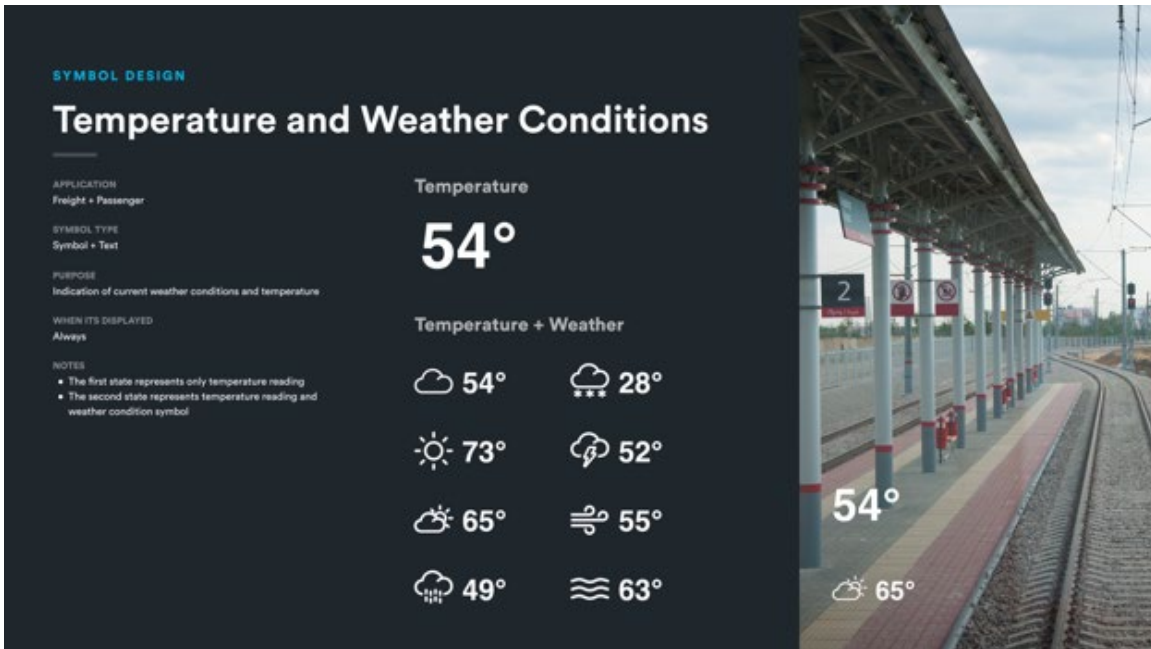 SYMBOL DESIGN
Temperature and Weather Conditions
APPLICATION
Freight + Passenger
SYMBOL TYPE
Symbol + Text
PURPOSE
Indication of current weather conditions and temperature
WHEN ITS DISPLAYED
Always
NOTES
• The first state represents only temperature reading
• The second state represents temperature reading and
weather condition symbol
Temperature
54°
Temperature + Weather
54° 28°
73° 52°
65° 55°
49° 63°
2
54°
65°